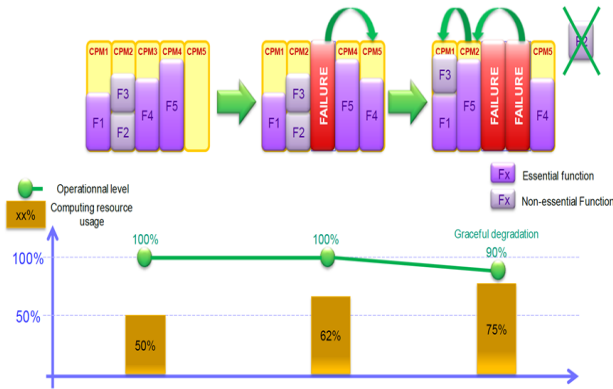 CPM1 CPM2 CPM3 CPM4 CPM5
F1 F3 F2 F4 F5
CPM1 CPM2 CPM4 CPM5
F1 F3 F2 FAILURE F5 F4
CPM1 CPM2 CPM5
F3 F1 F5 FAILURE FAILURE F4
F2
Fx Essential function
Fx Non-essential Function
Operationnal level
xx% Computing resource
usage
100% 100% Graceful degradation
90%
100%
50%
50% 62% 75%